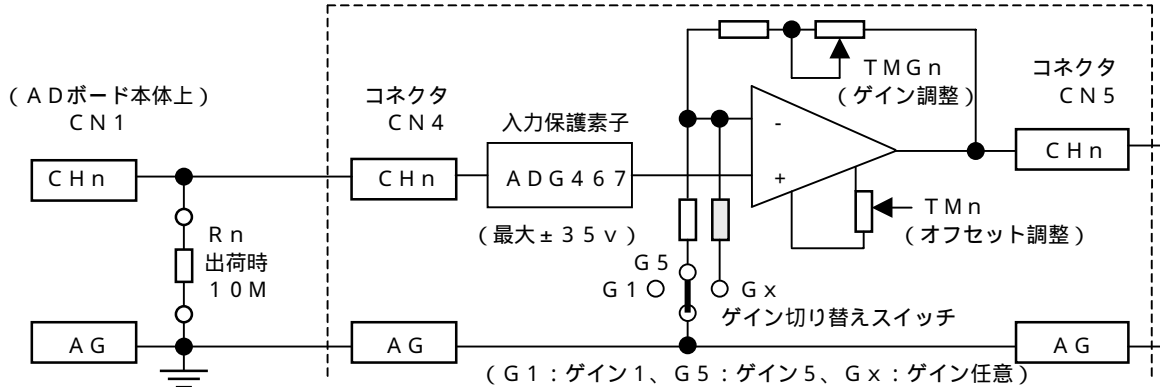 (ADボード本体上)
CN1
コネクタ
CN4
入力保護素子
TMGn
(ゲイン調整)
コネクタ
CN5
CHn
CHn
ADG467
-
+
CHn
(最大±35v)
TMn
(オフセット調整)
Rn
出荷時
10M
G5
G1
Gx
ゲイン切り替えスイッチ
AG
AG
AG
(G1:ゲイン1、G5:ゲイン5、Gx:ゲイン任意)